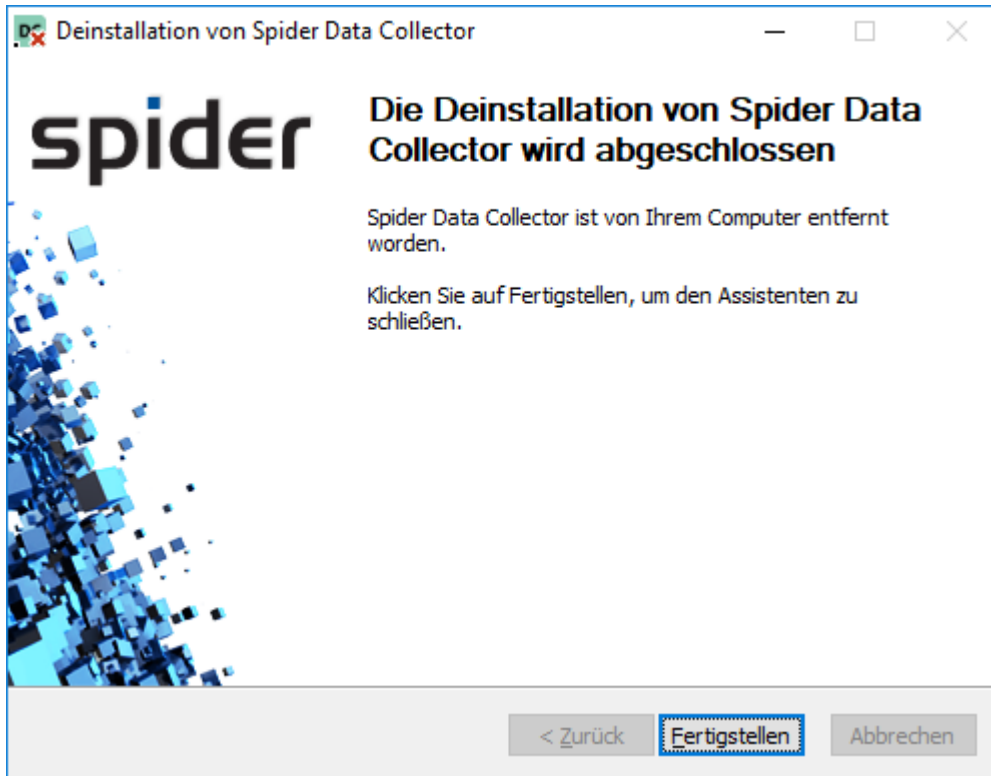 Deinstallation von Spider Data Collector
spider
Die Deinstallation von Spider Data
Collector wird abgeschlossen
Spider Data Collector ist von Ihrem Computer entfernt
worden.
Klicken Sie auf Fertigstellen, um den Assistenten zu
schließen.
< Zurück
Fertigstellen
Abbrechen